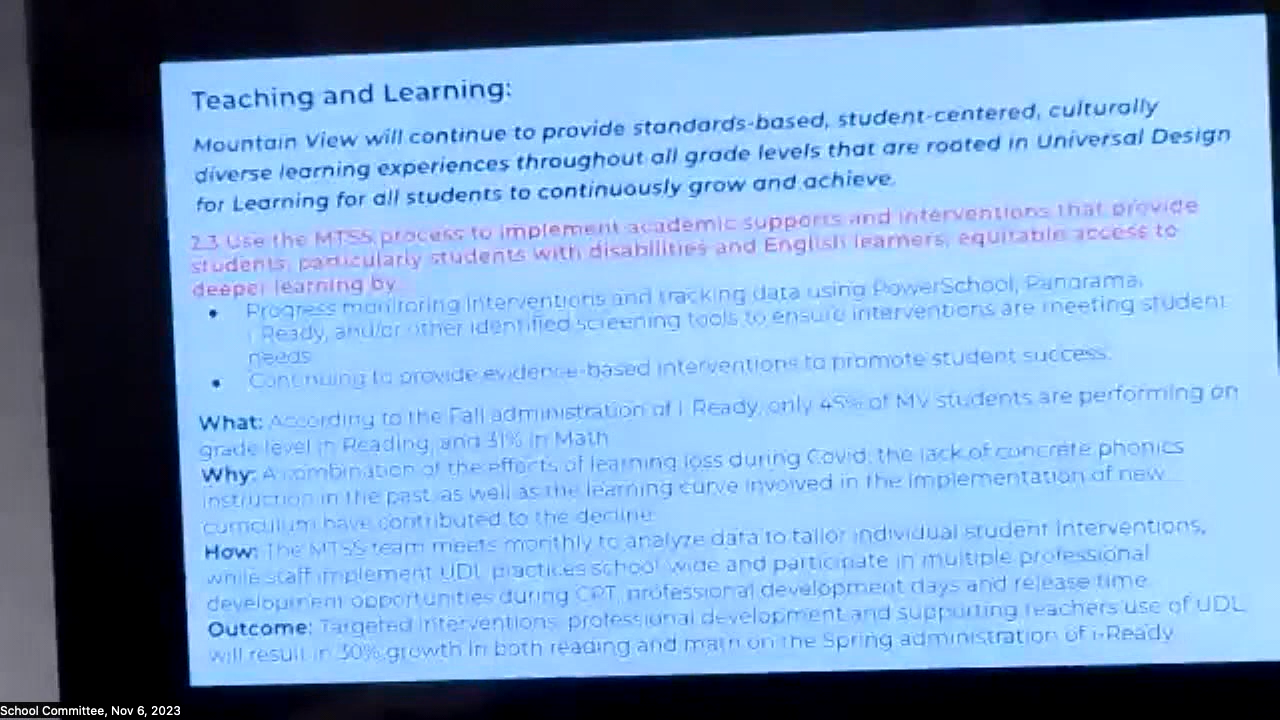 Teaching and Learning:
Mountain View will continue to provide standards-based, student-centered, culturally
diverse learning experiences throughout all grade levels that are rooted in Universal Design
for Learning for all students to continuously grow and achieve.
2.3 Use the MTSS process to implement academic supports and interventions that provide
students, particularly students with disabilities and English learners, equitable access to
deeper learning by
• Progress monitoring interventions and tracking data using PowerSchool, Panorama,
i-Ready, and/or other identified screening tools to ensure interventions are meeting student
needs
• Continuing to provide evidence-based interventions to promote student success.
What: According to the Fall administration of i-Ready, only 45% of MV students are performing on
grade level in Reading, and 31% in Math
Why: A combination of the effects of learning loss during Covid, the lack of concrete phonics
instruction in the past, as well as the learning curve involved in the implementation of new
curriculum have contributed to the decline.
How: The MTSS team meets monthly to analyze data to tailor individual student interventions,
while staff implement UDL practices school-wide and participate in multiple professional
development opportunities during CPT, professional development days and release time
Outcome: Targeted interventions, professional development and supporting teachers use of UDL
will result in 30% growth in both reading and math on the Spring administration of i-Ready
School Committee, Nov 6, 2023